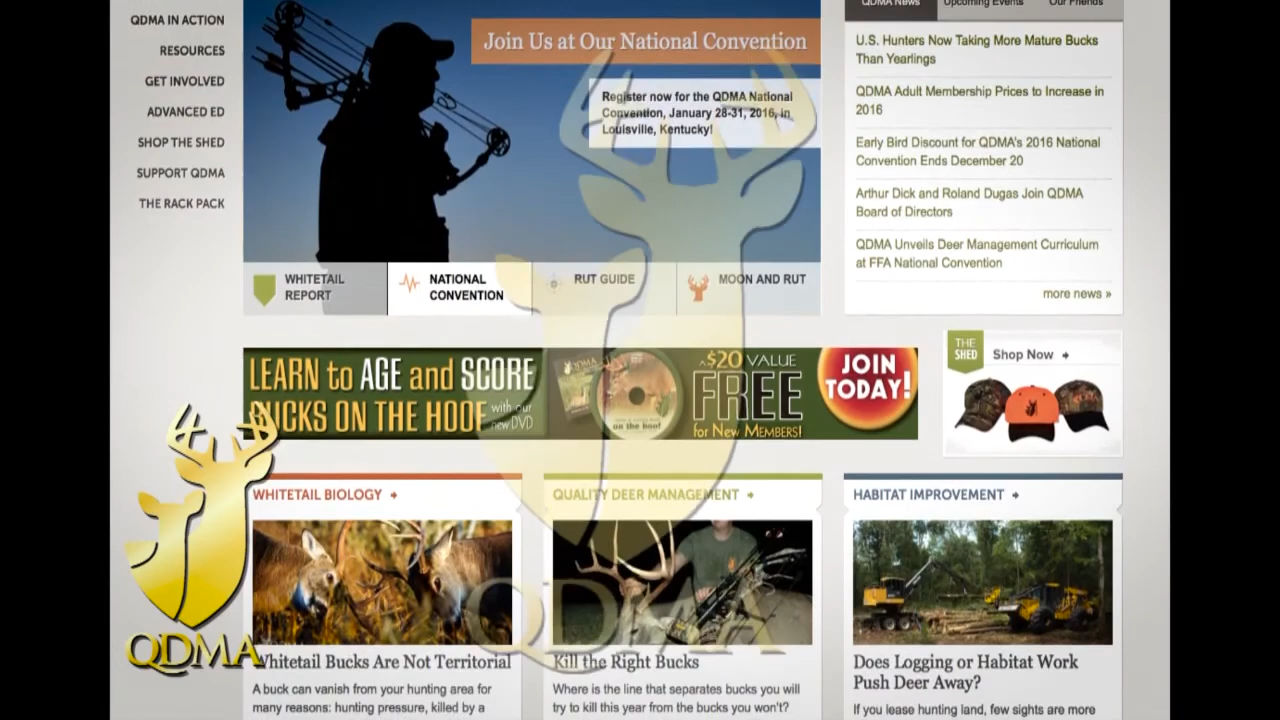 QDMA IN ACTION
RESOURCES
GET INVOLVED
ADVANCED ED
SHOP THE SHED
SUPPORT QDMA
THE RACK PACK
Join Us at Our National Convention
Register now for the QDMA National
Convention, January 28-31, 2016, in
Louisville, Kentucky!
WHITETAIL
REPORT
NATIONAL
CONVENTION
RUT GUIDE
MOON AND RUT
QDMA News
Upcoming Events
Our Friends
U.S. Hunters Now Taking More Mature Bucks
Than Yearlings
QDMA Adult Membership Prices to Increase in
2016
Early Bird Discount for QDMA's 2016 National
Convention Ends December 20
Arthur Dick and Roland Dugas Join QDMA
Board of Directors
QDMA Unveils Deer Management Curriculum
at FFA National Convention
more news »
LEARN to AGE and SCORE
BUCKS ON THE HOOF with our
new DVD
QDMA
on the hoof
A $20 VALUE
FREE
for New MEMBERS!
JOIN
TODAY!
THE
SHED
Shop Now
WHITETAIL BIOLOGY
Whitetail Bucks Are Not Territorial
A buck can vanish from your hunting area for
many reasons: hunting pressure, killed by a
QUALITY DEER MANAGEMENT
Kill the Right Bucks
Where is the line that separates bucks you will
try to kill this year from the bucks you won't?
HABITAT IMPROVEMENT
Does Logging or Habitat Work
Push Deer Away?
If you lease hunting land, few sights are more
QDMA
QDMA